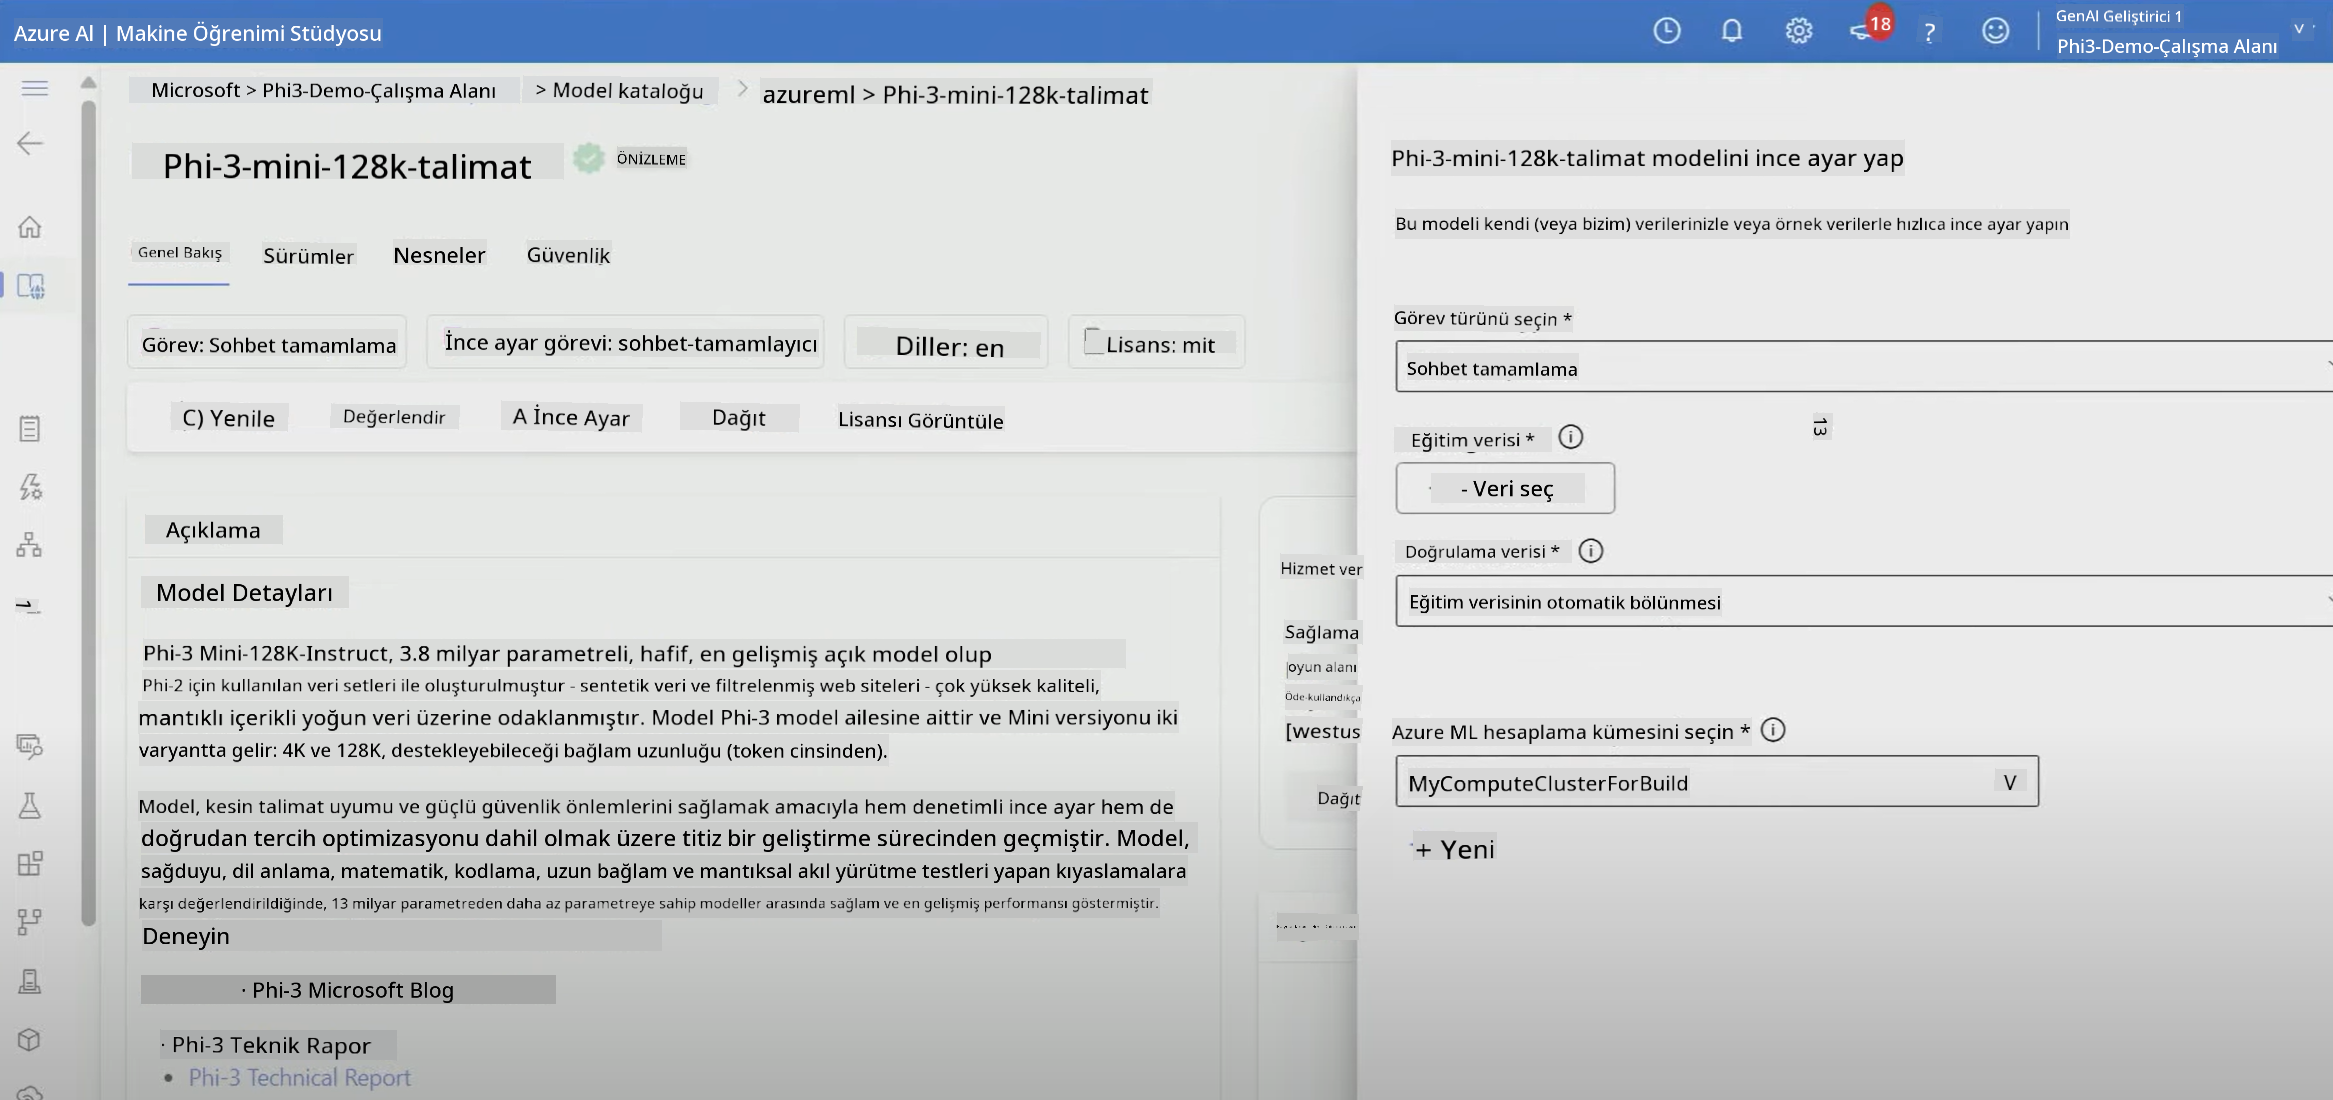 Azure AI | Makine Öğrenimi Stüdyosu
18
?
GenAI Geliştirici 1
Phi3-Demo-Çalışma Alanı
Microsoft > Phi3-Demo-Çalışma Alanı > Model kataloğu > azureml > Phi-3-mini-128k-talimat
Phi-3-mini-128k-talimat
ÖNİZLEME
Genel Bakış
Sürümler
Nesneler
Güvenlik
Görev: Sohbet tamamlama
İnce ayar görevi: sohbet-tamamlayıcı
Diller: en
Lisans: mit
C) Yenile
Değerlendir
A İnce Ayar
Dağıt
Lisansı Görüntüle
Açıklama
Model Detayları
Phi-3 Mini-128K-Instruct, 3.8 milyar parametreli, hafif, en gelişmiş açık model olup
Phi-2 için kullanılan veri setleri ile oluşturulmuştur - sentetik veri ve filtrelenmiş web siteleri - çok yüksek kaliteli,
mantıklı içerikli yoğun veri üzerine odaklanmıştır. Model Phi-3 model ailesine aittir ve Mini versiyonu iki
varyantta gelir: 4K ve 128K, destekleyebileceği bağlam uzunluğu (token cinsinden).
Model, kesin talimat uyumu ve güçlü güvenlik önlemlerini sağlamak amacıyla hem denetimli ince ayar hem de
doğrudan tercih optimizasyonu dahil olmak üzere titiz bir geliştirme sürecinden geçmiştir. Model,
sağduyu, dil anlama, matematik, kodlama, uzun bağlam ve mantıksal akıl yürütme testleri yapan kıyaslamalara
karşı değerlendirildiğinde, 13 milyar parametreden daha az parametreye sahip modeller arasında sağlam ve en gelişmiş performansı göstermiştir.
Deneyin
· Phi-3 Microsoft Blog
· Phi-3 Teknik Rapor
• Phi-3 Technical Report
Hizmet ver
Sağlama
oyun alanı
Öde-kullandıkça
[westus
Dağıt
Phi-3-mini-128k-talimat modelini ince ayar yap
Bu modeli kendi (veya bizim) verilerinizle veya örnek verilerle hızlıca ince ayar yapın
Görev türünü seçin *
Sohbet tamamlama
13
Eğitim verisi *
- Veri seç
Doğrulama verisi *
Eğitim verisinin otomatik bölünmesi
Azure ML hesaplama kümesini seçin *
MyComputeClusterForBuild
+ Yeni